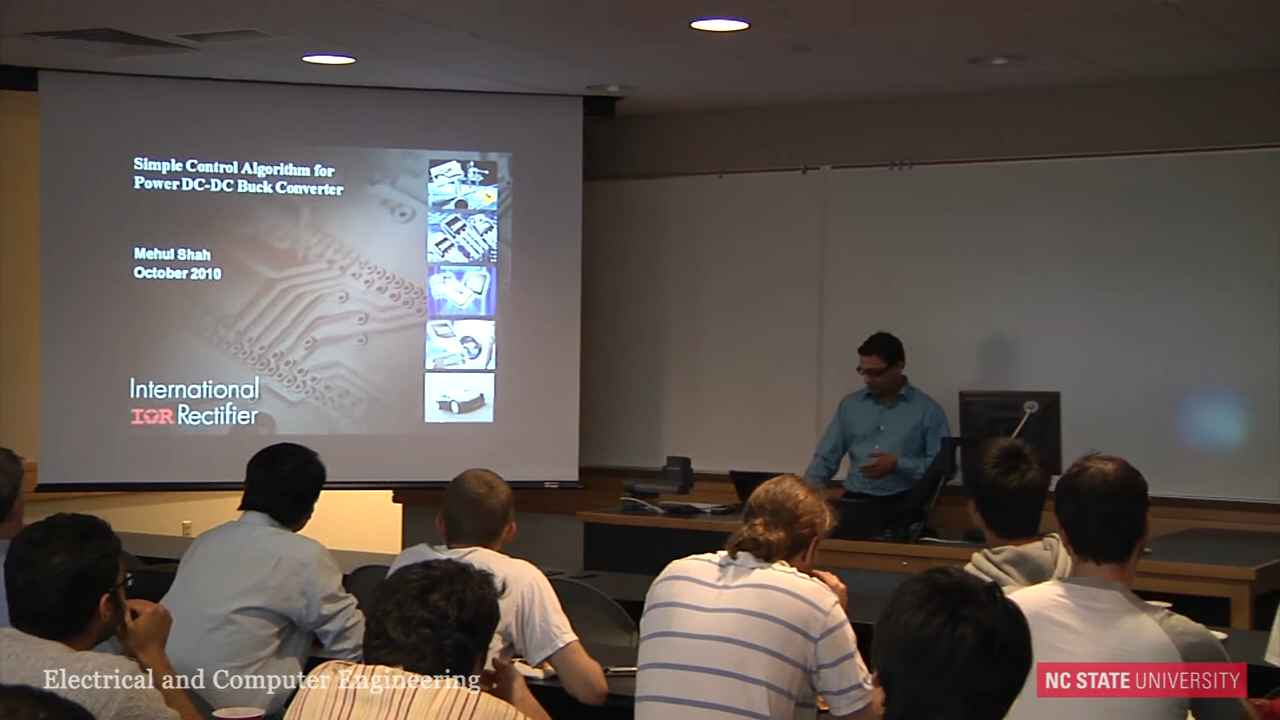 Simple Control Algorithm for
Power DC-DC Buck Converter
Mehul Shah
October 2010
International
IOR Rectifier
Electrical and Computer Engineering
NC STATE UNIVERSITY